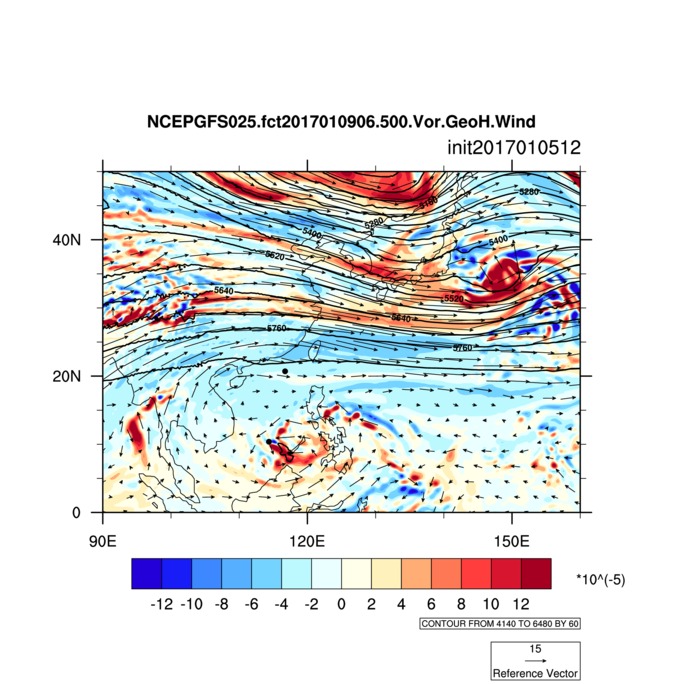 NCEPGFS025.fct2017010906.500.Vor.GeoH.Wind
init2017010512
5280
5160
5280
5400
5400
5520
5520
5640
5640
5760
5760
40N
20N
0
90E 120E 150E
-12 -10 -8 -6 -4 -2 0 2 4 6 8 10 12
*10^(-5)
CONTOUR FROM 4140 TO 6480 BY 60
15
Reference Vector